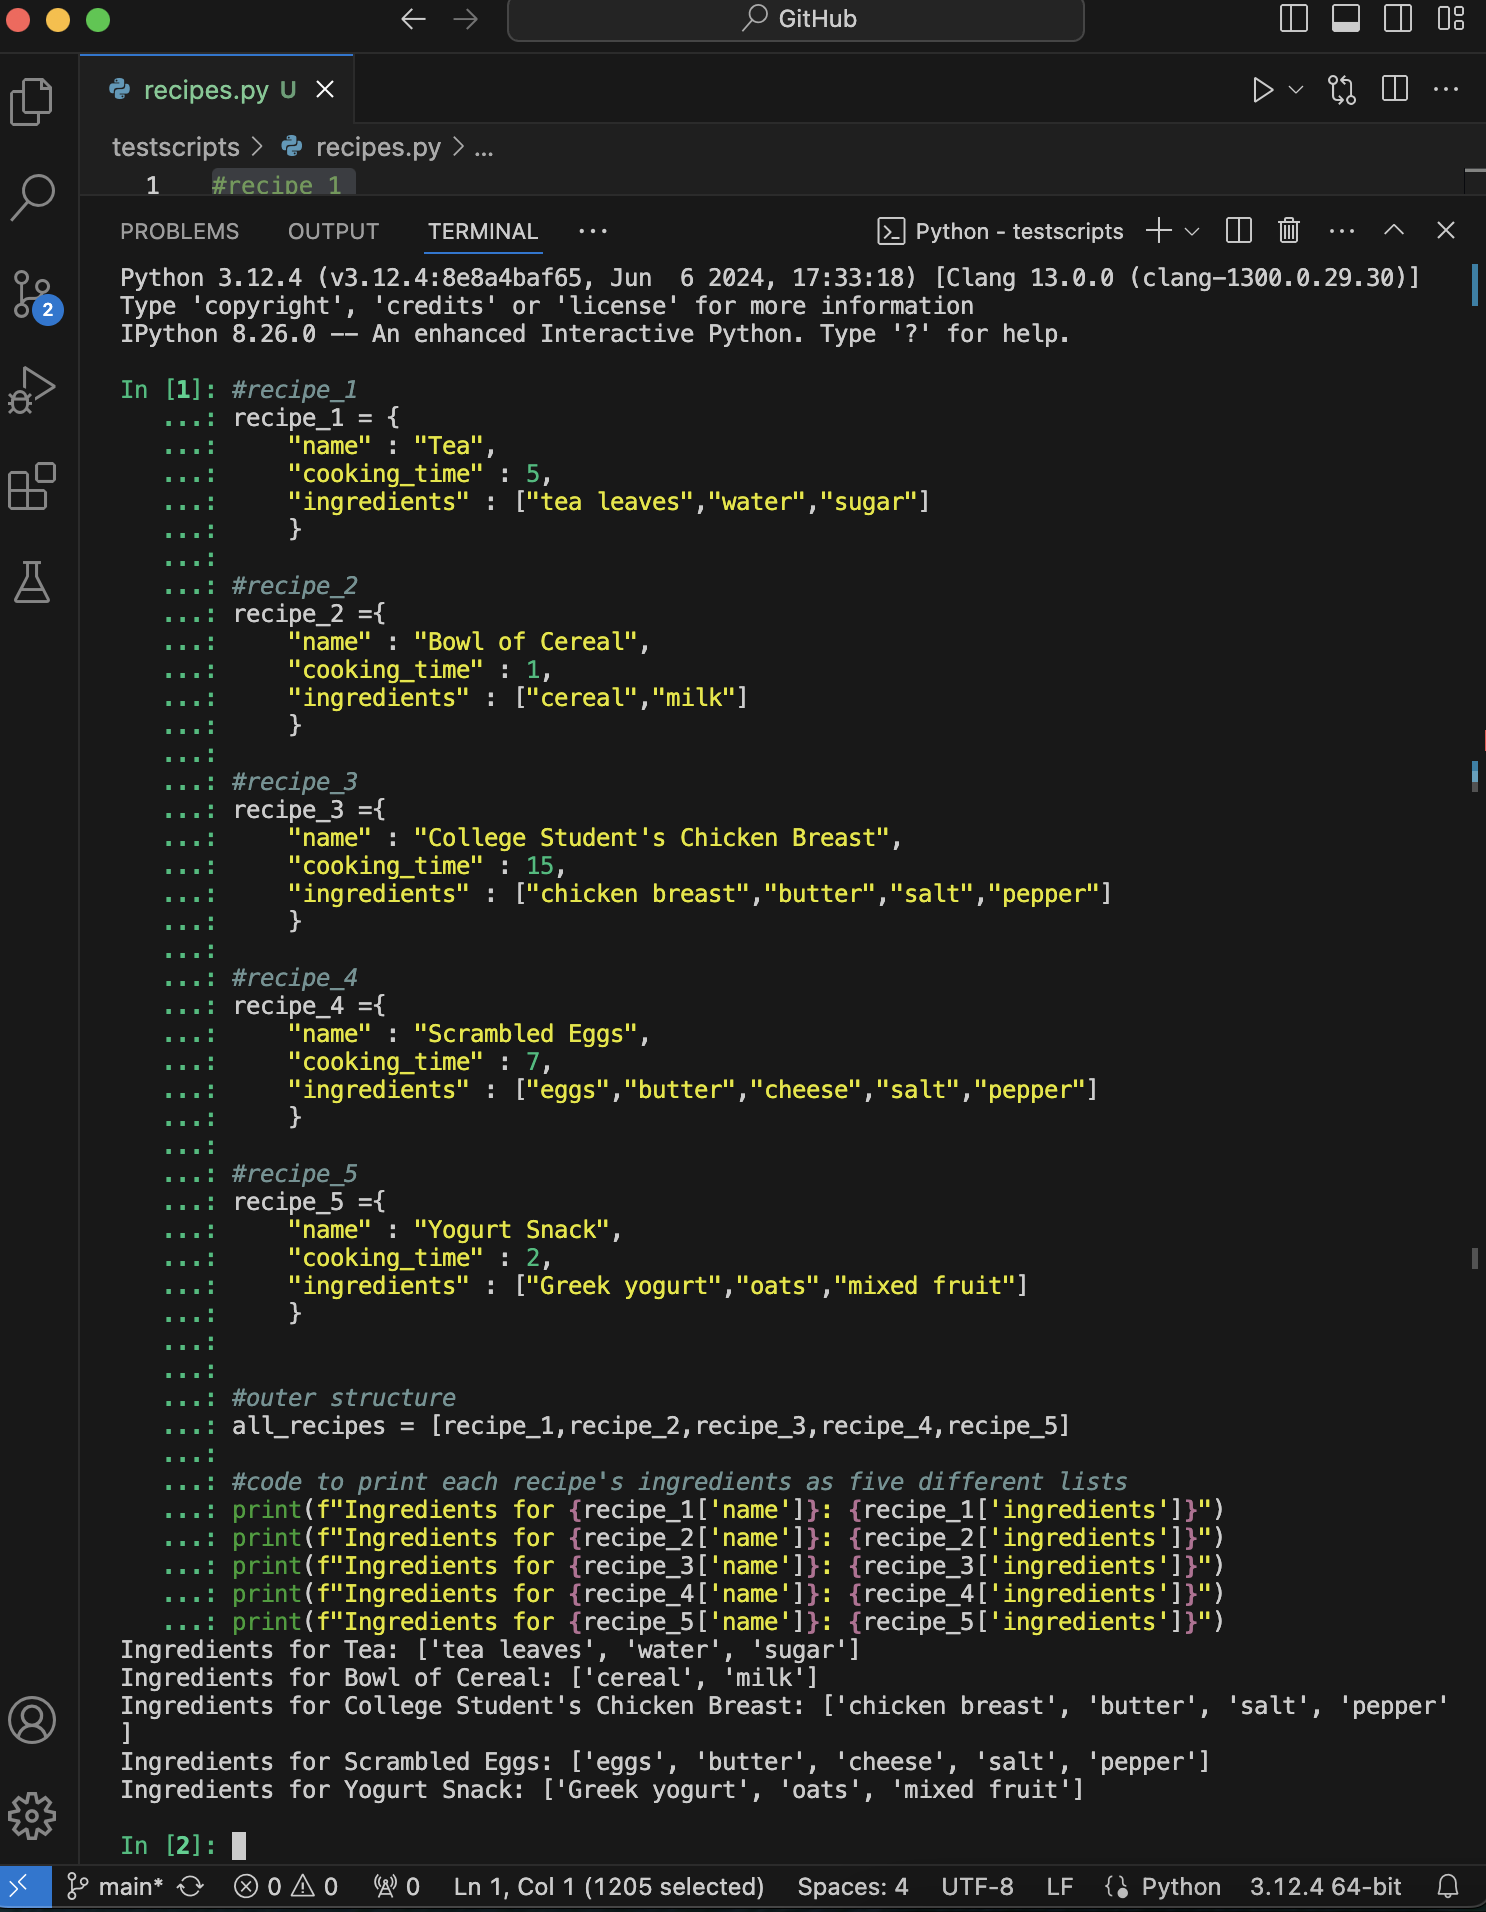 GitHub
recipes.py U
testscripts > recipes.py > ...
1 #recipe_1
PROBLEMS OUTPUT TERMINAL ... Python - testscripts
Python 3.12.4 (v3.12.4:8e8a4baf65, Jun  6 2024, 17:33:18) [Clang 13.0.0 (clang-1300.0.29.30)]
Type 'copyright', 'credits' or 'license' for more information
IPython 8.26.0 -- An enhanced Interactive Python. Type '?' for help.
In [1]: #recipe_1
   ...: recipe_1 = {
   ...:     "name" : "Tea",
   ...:     "cooking_time" : 5,
   ...:     "ingredients" : ["tea leaves","water","sugar"]
   ...:     }
   ...:
   ...: #recipe_2
   ...: recipe_2 ={
   ...:     "name" : "Bowl of Cereal",
   ...:     "cooking_time" : 1,
   ...:     "ingredients" : ["cereal","milk"]
   ...:     }
   ...:
   ...: #recipe_3
   ...: recipe_3 ={
   ...:     "name" : "College Student's Chicken Breast",
   ...:     "cooking_time" : 15,
   ...:     "ingredients" : ["chicken breast","butter","salt","pepper"]
   ...:     }
   ...:
   ...: #recipe_4
   ...: recipe_4 ={
   ...:     "name" : "Scrambled Eggs",
   ...:     "cooking_time" : 7,
   ...:     "ingredients" : ["eggs","butter","cheese","salt","pepper"]
   ...:     }
   ...:
   ...: #recipe_5
   ...: recipe_5 ={
   ...:     "name" : "Yogurt Snack",
   ...:     "cooking_time" : 2,
   ...:     "ingredients" : ["Greek yogurt","oats","mixed fruit"]
   ...:     }
   ...:
   ...:
   ...: #outer structure
   ...: all_recipes = [recipe_1,recipe_2,recipe_3,recipe_4,recipe_5]
   ...:
   ...: #code to print each recipe's ingredients as five different lists
   ...: print(f"Ingredients for {recipe_1['name']}: {recipe_1['ingredients']}")
   ...: print(f"Ingredients for {recipe_2['name']}: {recipe_2['ingredients']}")
   ...: print(f"Ingredients for {recipe_3['name']}: {recipe_3['ingredients']}")
   ...: print(f"Ingredients for {recipe_4['name']}: {recipe_4['ingredients']}")
   ...: print(f"Ingredients for {recipe_5['name']}: {recipe_5['ingredients']}")
Ingredients for Tea: ['tea leaves', 'water', 'sugar']
Ingredients for Bowl of Cereal: ['cereal', 'milk']
Ingredients for College Student's Chicken Breast: ['chicken breast', 'butter', 'salt', 'pepper'
]
Ingredients for Scrambled Eggs: ['eggs', 'butter', 'cheese', 'salt', 'pepper']
Ingredients for Yogurt Snack: ['Greek yogurt', 'oats', 'mixed fruit']
In [2]:
2
main* 0 0 0 Ln 1, Col 1 (1205 selected) Spaces: 4 UTF-8 LF Python 3.12.4 64-bit